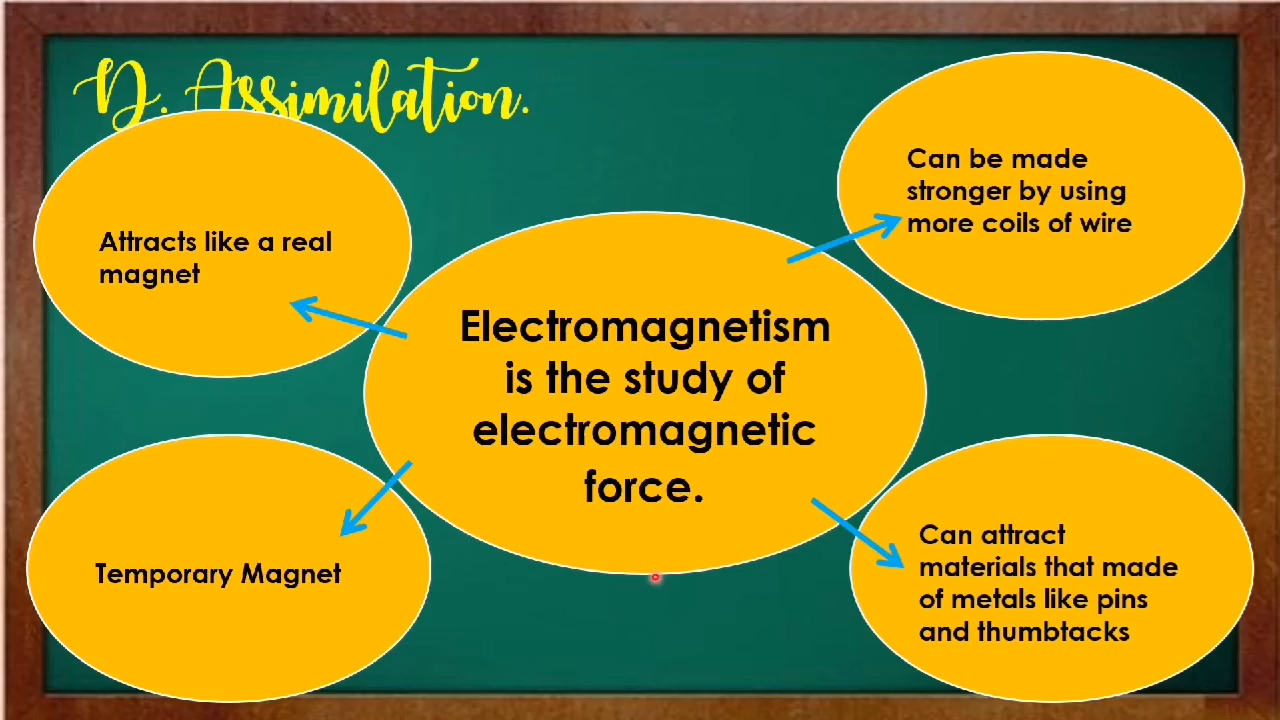 D. Assimilation.
Attracts like a real
magnet
Can be made
stronger by using
more coils of wire
Electromagnetism
is the study of
electromagnetic
force.
Temporary Magnet
Can attract
materials that made
of metals like pins
and thumbtacks